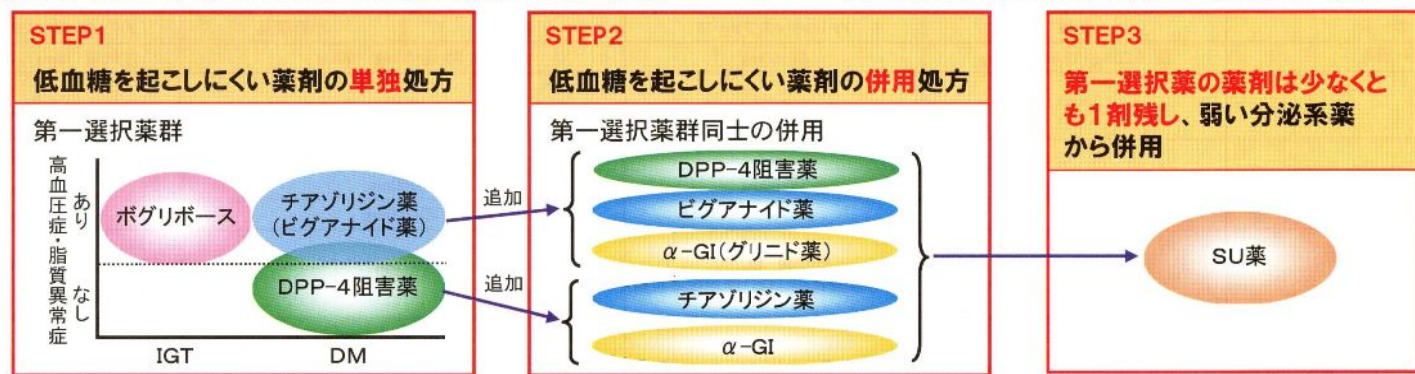 STEP1
低血糖を起こしにくい薬剤の単独処方
第一選択薬群
高血圧症・脂質異常症
あり
なし
ボグリボース
チアゾリジン薬
(ビグアナイド薬)
DPP-4阻害薬
IGT
DM
追加
追加
STEP2
低血糖を起こしにくい薬剤の併用処方
第一選択薬群同士の併用
DPP-4阻害薬
ビグアナイド薬
α-GI(グリニド薬)
チアゾリジン薬
α-GI
STEP3
第一選択薬の薬剤は少なくと
も1剤残し、弱い分泌系薬
から併用
SU薬